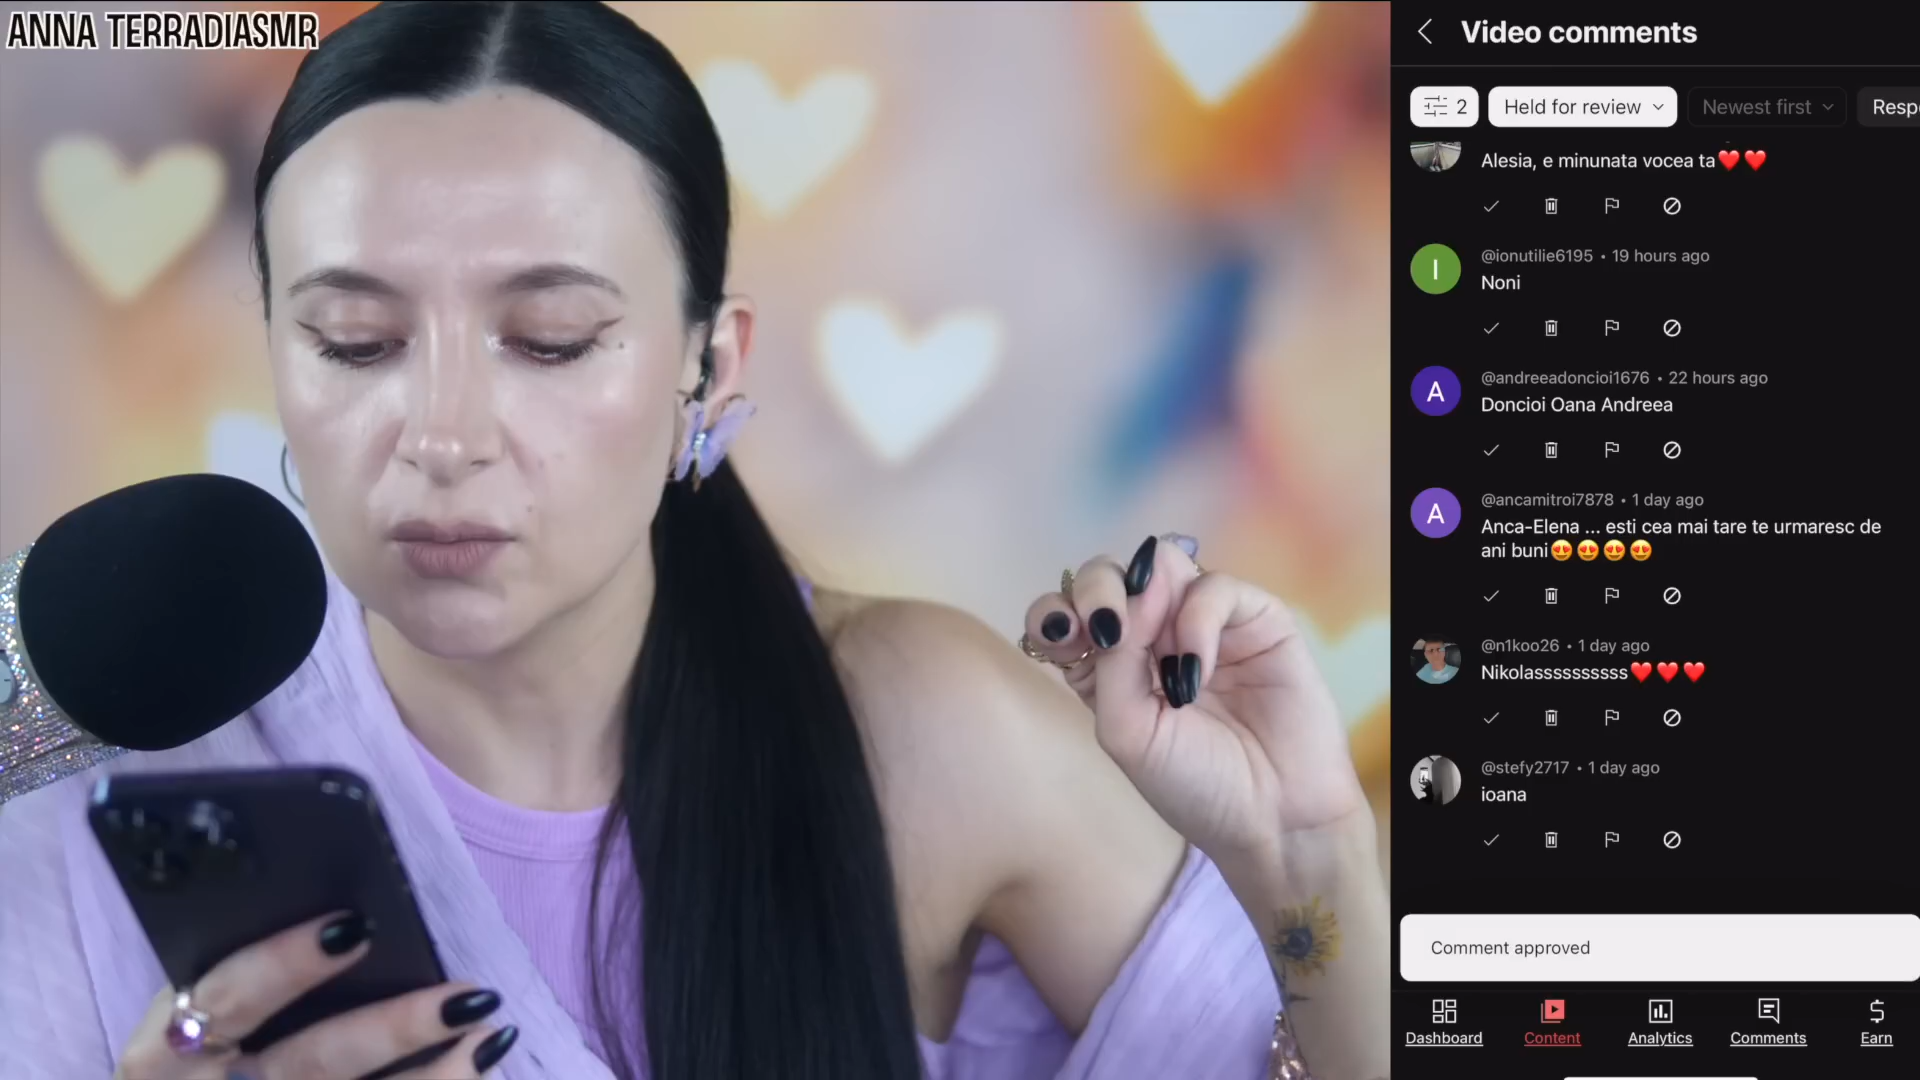 ANNA TERRADIASMR
Video comments
2
Held for review
Newest first
Resp
Alesia, e minunata vocea ta❤️❤️
I
@ionutilie6195 • 19 hours ago
Noni
A
@andreeadoncioi1676 • 22 hours ago
Doncioi Oana Andreea
A
@ancamitroi7878 • 1 day ago
Anca-Elena ... esti cea mai tare te urmaresc de
ani buni😍😍😍😍
@n1koo26 • 1 day ago
Nikolassssssssss❤️❤️❤️
@stefy2717 • 1 day ago
ioana
Comment approved
Dashboard
Content
Analytics
Comments
Earn